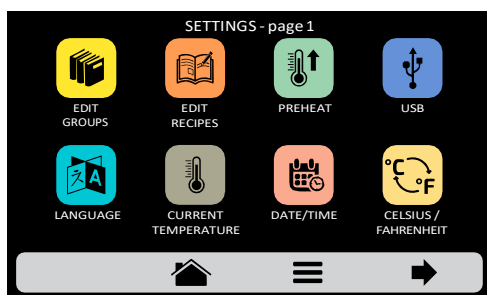 SETTINGS - page 1
EDIT
GROUPS
EDIT
RECIPES
PREHEAT
USB
A
°C
°F
LANGUAGE
CURRENT
TEMPERATURE
DATE/TIME
CELSIUS /
FAHRENHEIT